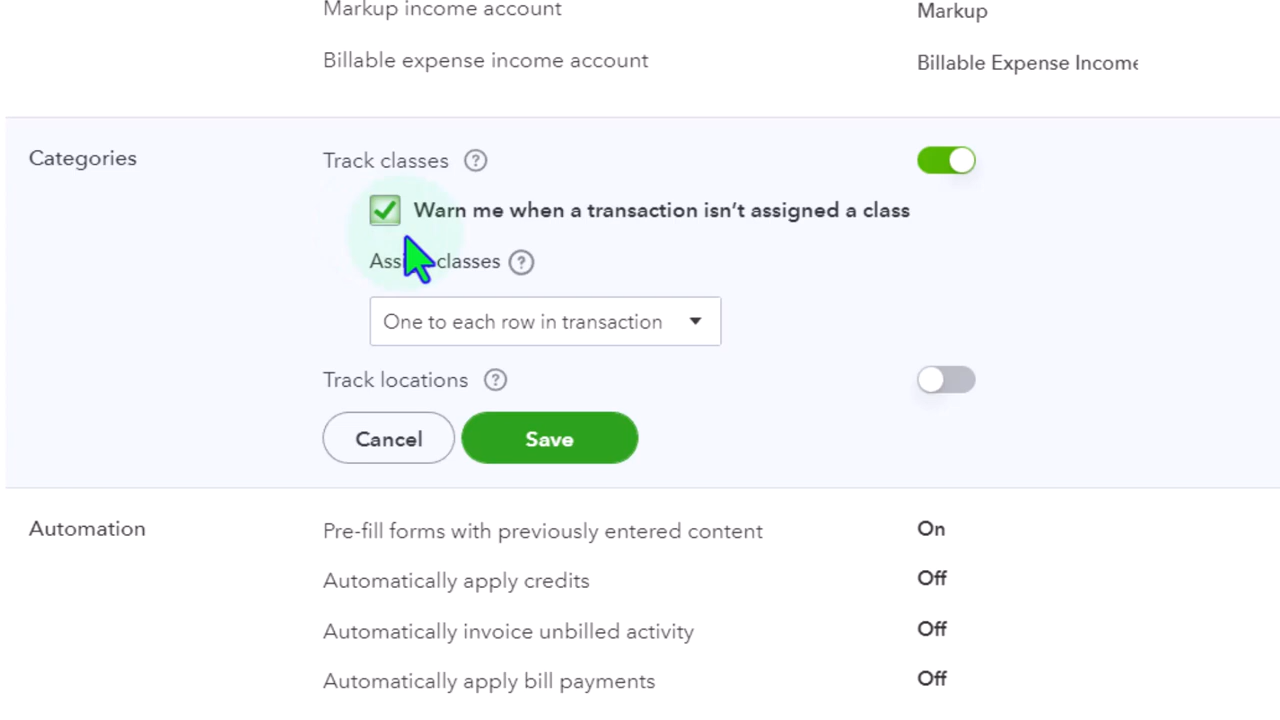 Markup income account Markup
Billable expense income account Billable Expense Income
Categories Track classes ?
Warn me when a transaction isn't assigned a class
Assi classes ?
One to each row in transaction
Track locations ?
Cancel Save
Automation Pre-fill forms with previously entered content On
Automatically apply credits Off
Automatically invoice unbilled activity Off
Automatically apply bill payments Off